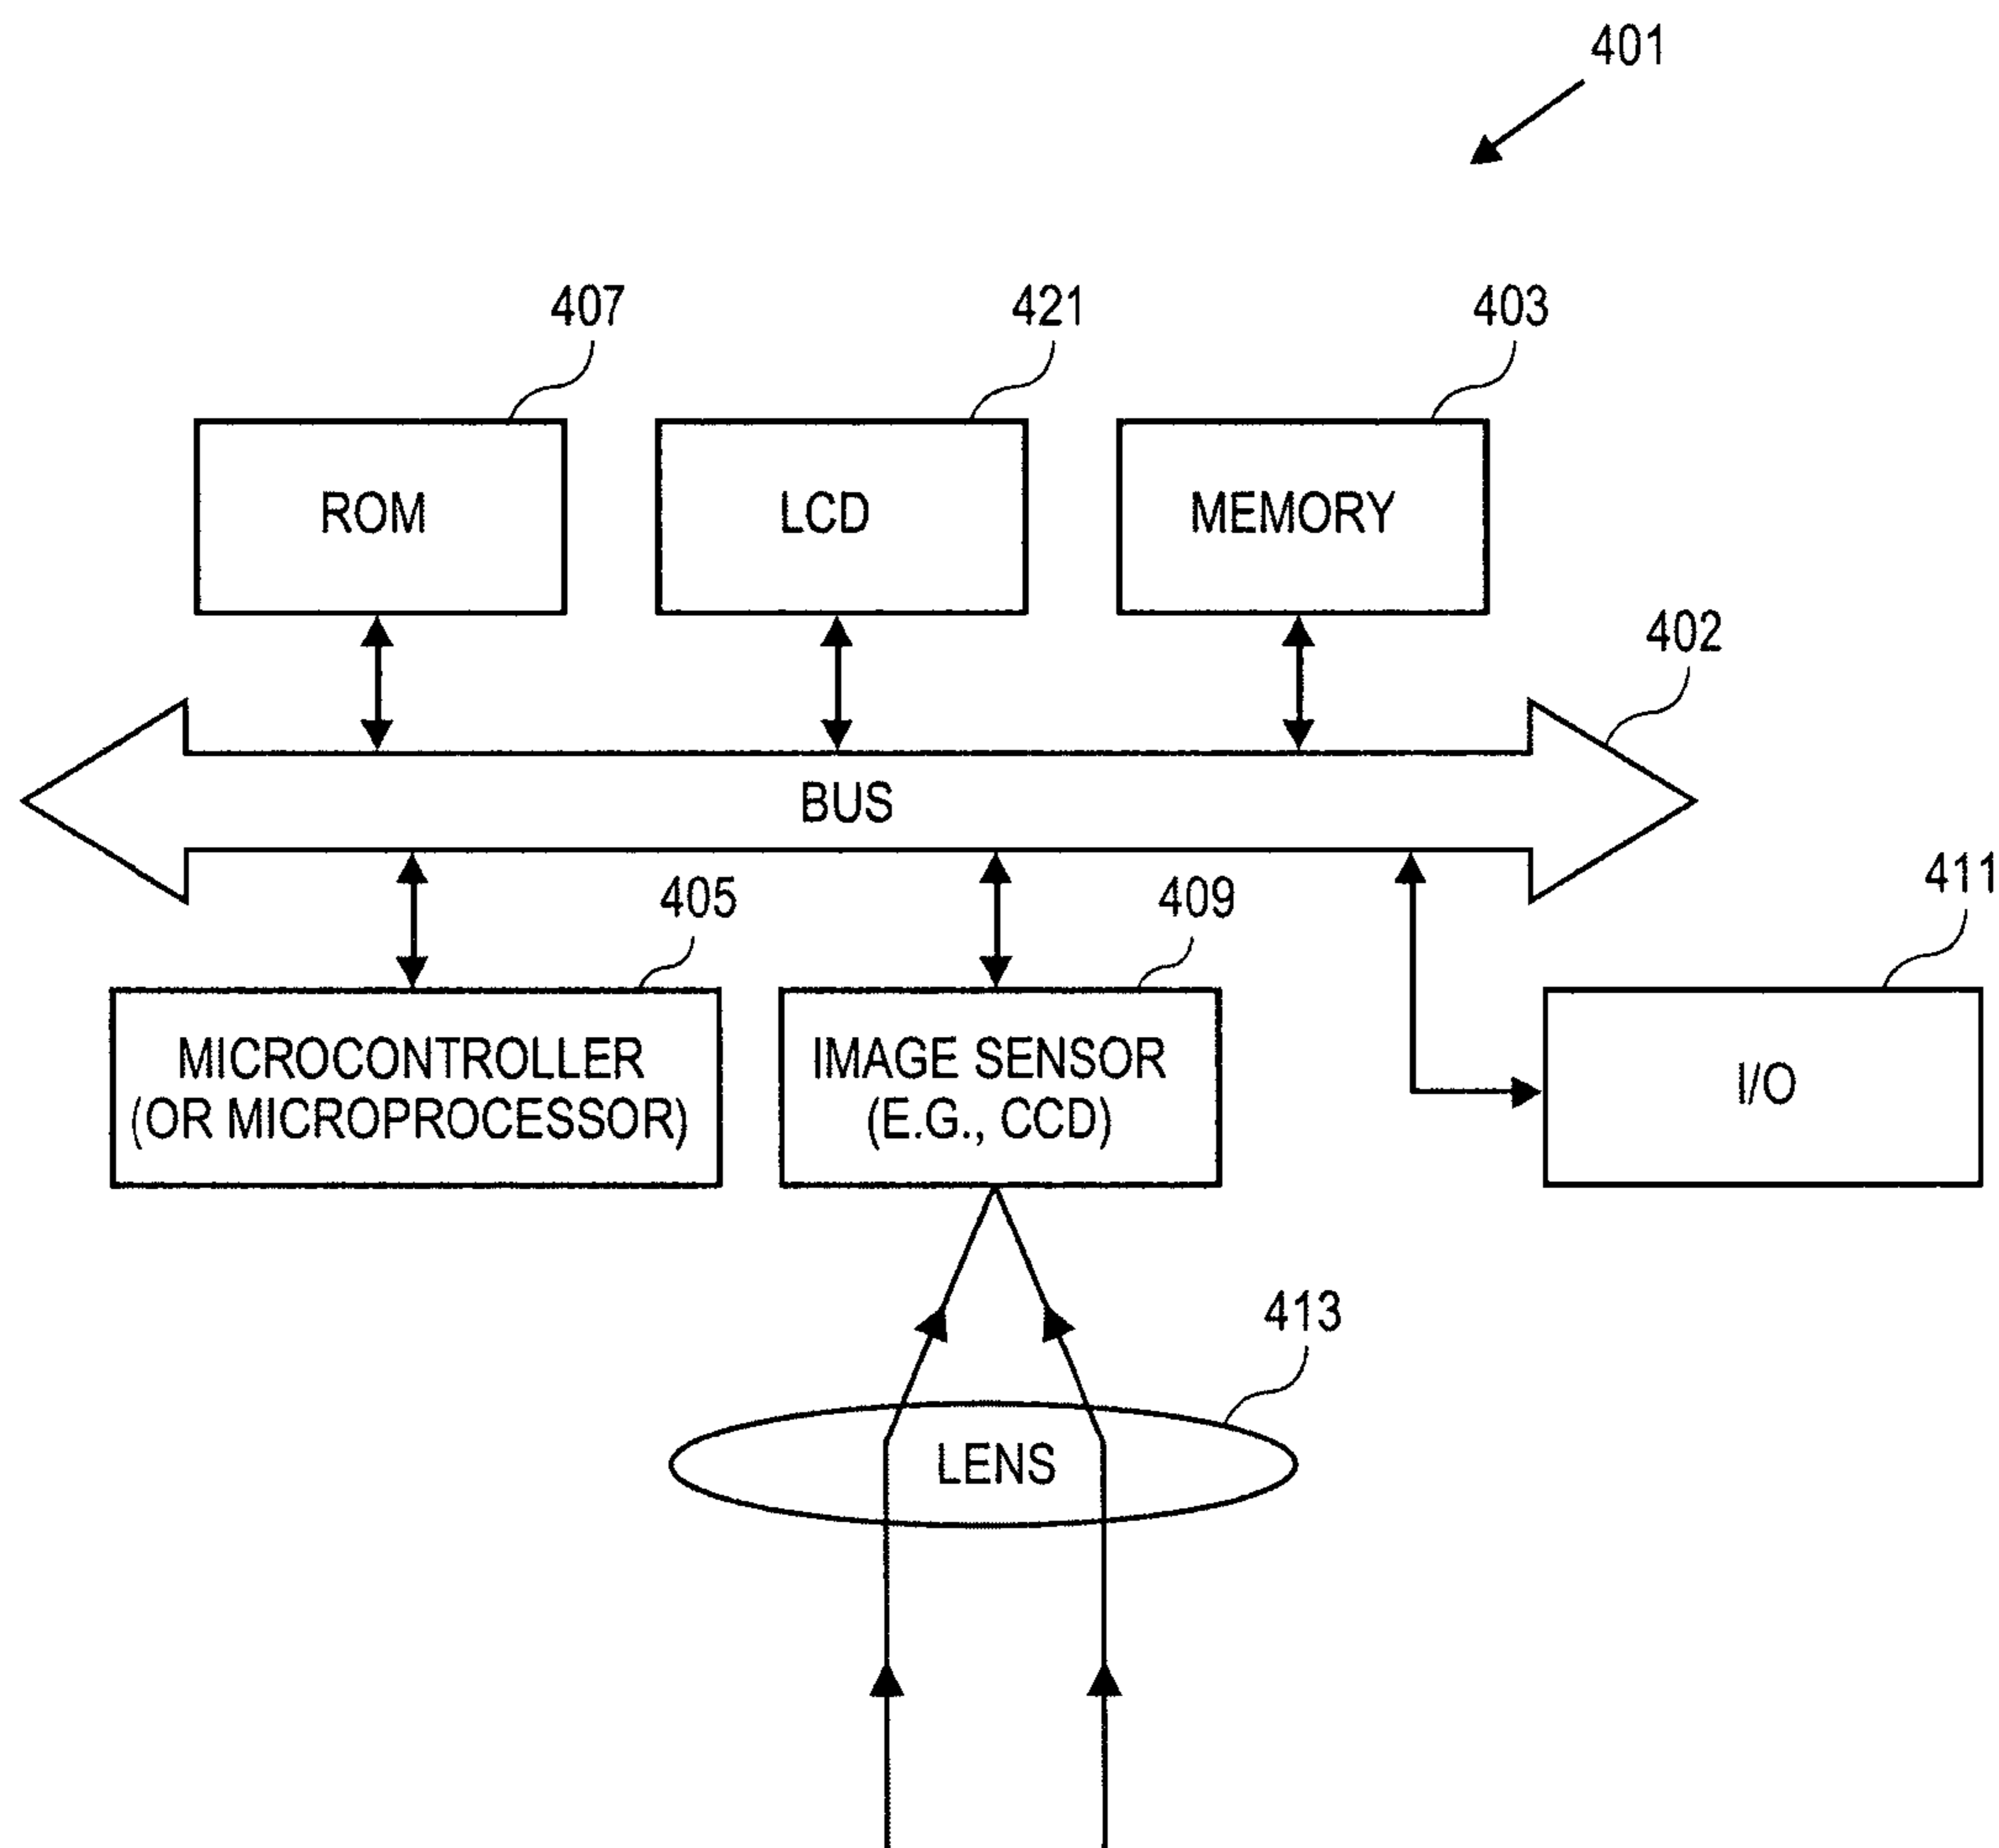 401
407
421
403
ROM
LCD
MEMORY
402
BUS
405
409
411
MICROCONTROLLER
(OR MICROPROCESSOR)
IMAGE SENSOR
(E.G., CCD)
I/O
413
LENS